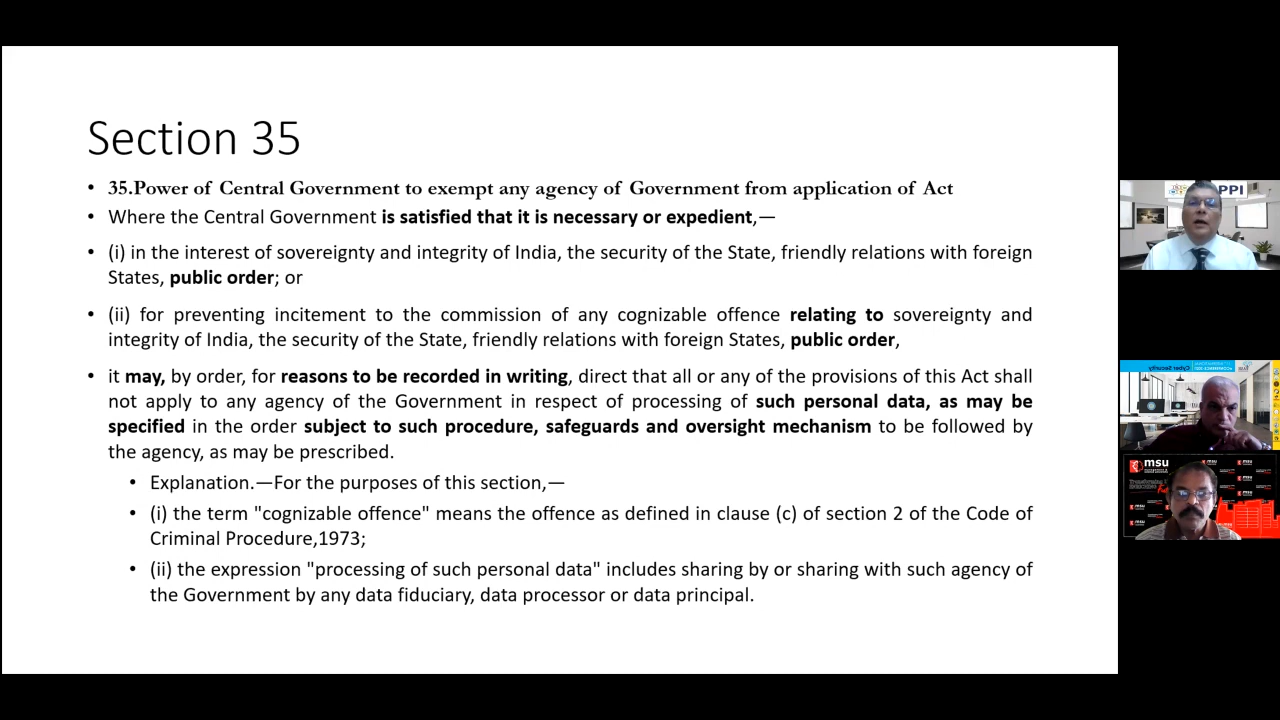 Section 35
• 35.Power of Central Government to exempt any agency of Government from application of Act
• Where the Central Government is satisfied that it is necessary or expedient,—
• (i) in the interest of sovereignty and integrity of India, the security of the State, friendly relations with foreign
States, public order; or
• (ii) for preventing incitement to the commission of any cognizable offence relating to sovereignty and
integrity of India, the security of the State, friendly relations with foreign States, public order,
• it may, by order, for reasons to be recorded in writing, direct that all or any of the provisions of this Act shall
not apply to any agency of the Government in respect of processing of such personal data, as may be
specified in the order subject to such procedure, safeguards and oversight mechanism to be followed by
the agency, as may be prescribed.
• Explanation.—For the purposes of this section,—
• (i) the term "cognizable offence" means the offence as defined in clause (c) of section 2 of the Code of
Criminal Procedure,1973;
• (ii) the expression "processing of such personal data" includes sharing by or sharing with such agency of
the Government by any data fiduciary, data processor or data principal.
PPI
Cyber Security
msu